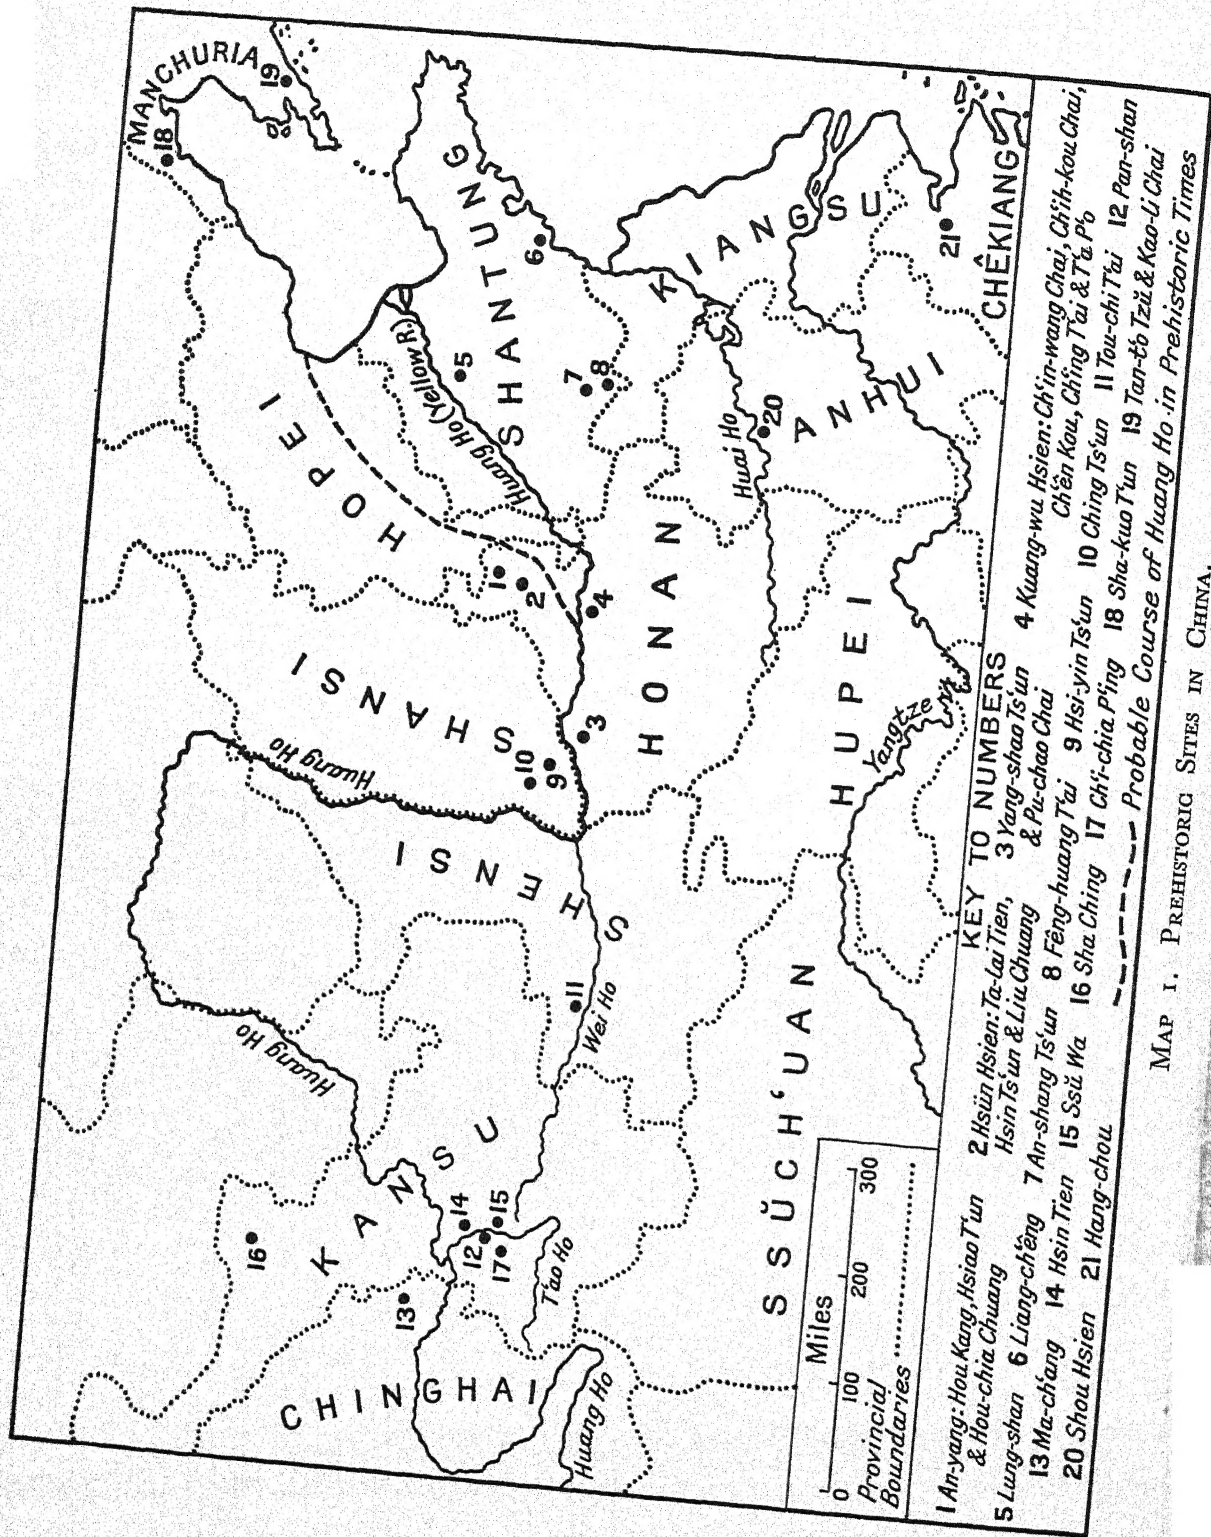 MANCHURIA
18
19
HOPEI
SHANTUNG
Huang Ho (Yellow R.)
5
6
7
8
KIANGSU
CHÊKIANG
21
ANHUI
20
Huai Ho
1
2
4
3
SHANSI
Huang Ho
10
9
HONAN
HUPEI
Yangtze
SHENSI
11
Wei Ho
Huang Ho
KANSU
16
14
15
12
17
13
T'ao Ho
CHINGHAI
Huang Ho
SSŬCH'UAN
Miles
0 100 200 300
Provincial
Boundaries
KEY TO NUMBERS
1 An-yang: Hou Kang, Hsiao T'un
& Hou-chia Chuang
2 Hsün Hsien: Ta-lai Tien,
Hsin Ts'un & Liu Chuang
3 Yang-shao Ts'un
& Pu-chao Chai
4 Kuang-wu Hsien: Ch'in-wang Chai, Ch'ih-kou Chai,
Ch'ên Kou, Ch'ing T'ai & T'a P'o
5 Lung-shan 6 Liang-ch'êng 7 An-shang Ts'un 8 Fêng-huang T'ai 9 Hsi-yin Ts'un 10 Ching Ts'un 11 Tou-chi T'ai 12 Pan-shan
13 Ma-ch'ang 14 Hsin Tien 15 Ssŭ Wa 16 Sha Ching 17 Ch'i-chia P'ing 18 Sha-kuo T'un 19 Tan-t'o Tzŭ & Kao-li Chai
20 Shou Hsien 21 Hang-chou Probable Course of Huang Ho in Prehistoric Times
MAP 1. PREHISTORIC SITES IN CHINA.